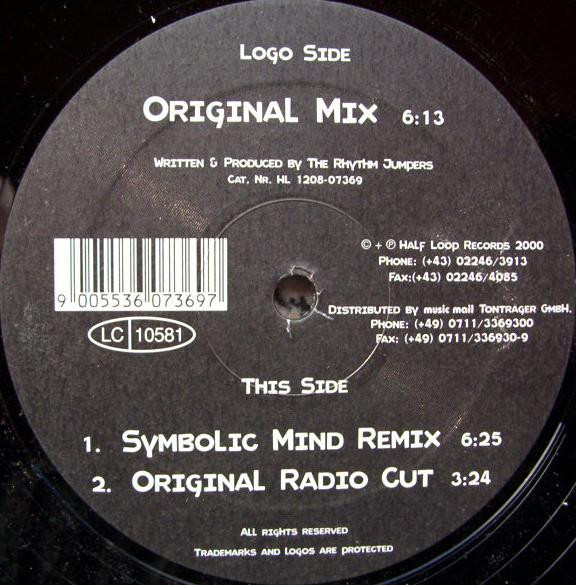 Logo Side
Original Mix 6:13
Written & Produced by The Rhythm Jumpers
Cat. Nr. HL 1208-07369
© + ℗ Half Loop Records 2000
Phone: (+43) 02246/3913
Fax:(+43) 02246/4085
9 005536 073697
LC 10581
Distributed by music mail Tontrager GmbH.
Phone: (+49) 0711/3369300
Fax: (+49) 0711/336930-9
This Side
1. Symbolic Mind Remix 6:25
2. Original Radio Cut 3:24
All rights reserved
Trademarks and Logos are protected